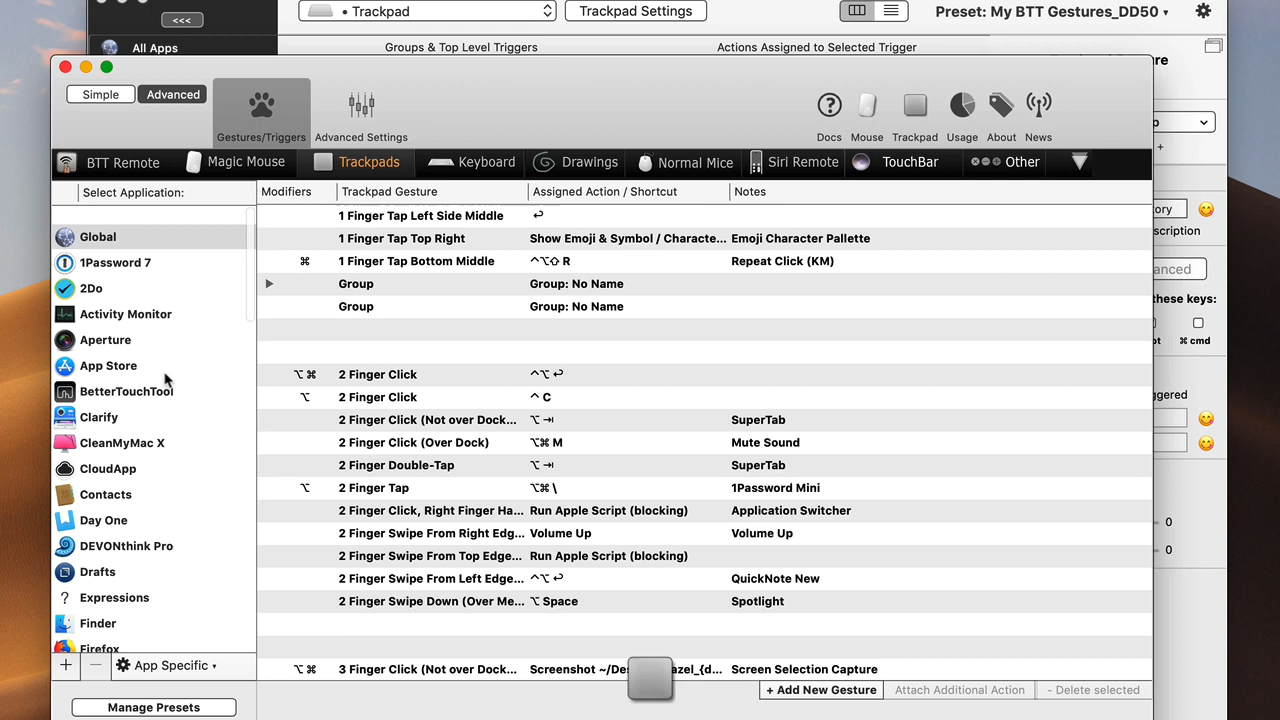 <<<
• Trackpad
Trackpad Settings
Preset: My BTT Gestures_DD50 ▾
All Apps
Groups & Top Level Triggers
Actions Assigned to Selected Trigger
Simple
Advanced
Gestures/Triggers
Advanced Settings
Docs
Mouse
Trackpad
Usage
About
News
BTT Remote
Magic Mouse
Trackpads
Keyboard
Drawings
Normal Mice
Siri Remote
TouchBar
Other
Select Application:
Modifiers
Trackpad Gesture
Assigned Action / Shortcut
Notes
Global
1Password 7
2Do
Activity Monitor
Aperture
App Store
BetterTouchTool
Clarify
CleanMyMac X
CloudApp
Contacts
Day One
DEVONthink Pro
Drafts
? Expressions
Finder
Firefox
1 Finger Tap Left Side Middle ↩
1 Finger Tap Top Right Show Emoji & Symbol / Characte... Emoji Character Pallette
⌘ 1 Finger Tap Bottom Middle ^⌥⇧ R Repeat Click (KM)
Group Group: No Name
Group Group: No Name
⌥⌘ 2 Finger Click ^⌥ ↩
⌥ 2 Finger Click ^ C
2 Finger Click (Not over Dock... ⌥ ⇥ SuperTab
2 Finger Click (Over Dock) ⌥⌘ M Mute Sound
2 Finger Double-Tap ⌥ ⇥ SuperTab
⌥ 2 Finger Tap ⌥⌘ \ 1Password Mini
2 Finger Click, Right Finger Ha... Run Apple Script (blocking) Application Switcher
2 Finger Swipe From Right Edg... Volume Up Volume Up
2 Finger Swipe From Top Edge... Run Apple Script (blocking)
2 Finger Swipe From Left Edge... ^⌥ ↩ QuickNote New
2 Finger Swipe Down (Over Me... ⌥ Space Spotlight
⌥⌘ 3 Finger Click (Not over Dock... Screenshot Screen Selection Capture
+ − App Specific ▾
+ Add New Gesture
Attach Additional Action
- Delete selected
Manage Presets
these keys:
⌘ cmd
0
0